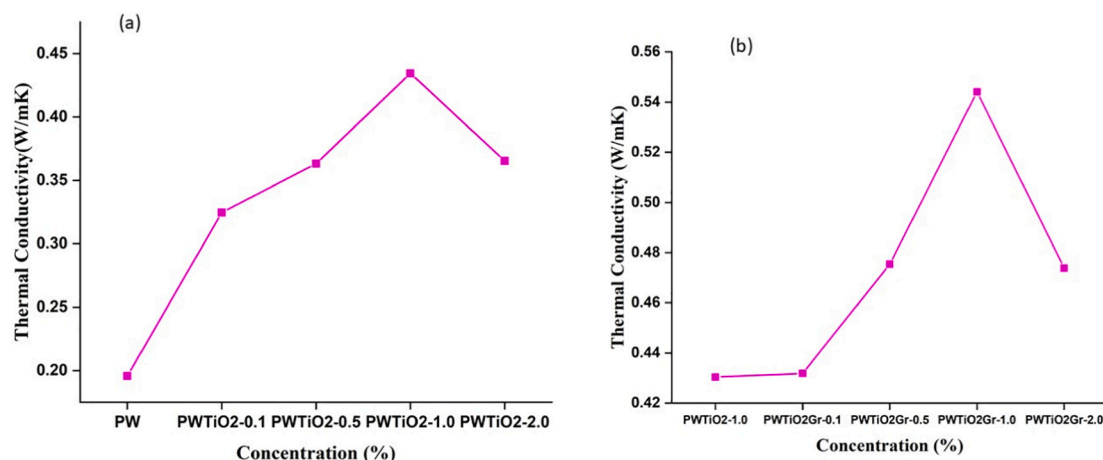 (a)
Thermal Conductivity(W/mK)
0.45
0.40
0.35
0.30
0.25
0.20
PW PWTiO2-0.1 PWTiO2-0.5 PWTiO2-1.0 PWTiO2-2.0
Concentration (%)
(b)
Thermal Conductivity (W/mK)
0.56
0.54
0.52
0.50
0.48
0.46
0.44
0.42
PWTiO2-1.0 PWTiO2Gr-0.1 PWTiO2Gr-0.5 PWTiO2Gr-1.0 PWTiO2Gr-2.0
Concentration (%)